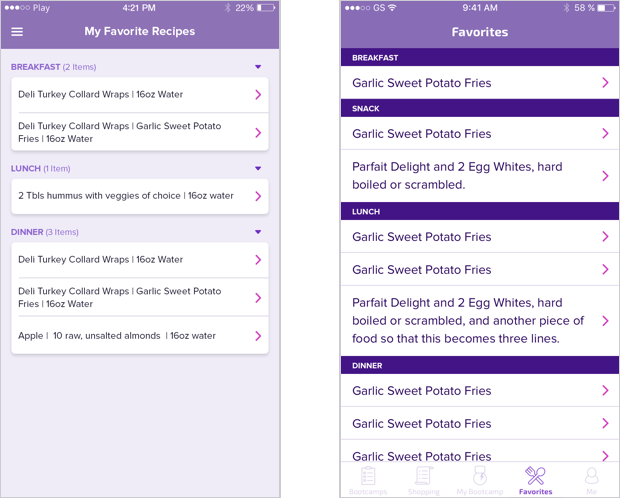 Play 4:21 PM 22%
My Favorite Recipes
BREAKFAST (2 Items)
Deli Turkey Collard Wraps | 16oz Water
Deli Turkey Collard Wraps | Garlic Sweet Potato
Fries | 16oz Water
LUNCH (1 Item)
2 Tbls hummus with veggies of choice | 16oz water
DINNER (3 Items)
Deli Turkey Collard Wraps | 16oz Water
Deli Turkey Collard Wraps | Garlic Sweet Potato
Fries | 16oz Water
Apple | 10 raw, unsalted almonds | 16oz water
GS 9:41 AM 58 %
Favorites
BREAKFAST
Garlic Sweet Potato Fries
SNACK
Garlic Sweet Potato Fries
Parfait Delight and 2 Egg Whites, hard
boiled or scrambled.
LUNCH
Garlic Sweet Potato Fries
Garlic Sweet Potato Fries
Parfait Delight and 2 Egg Whites, hard
boiled or scrambled, and another piece of
food so that this becomes three lines.
DINNER
Garlic Sweet Potato Fries
Garlic Sweet Potato Fries
Garlic Sweet Potato Fries
Bootcamps Shopping My Bootcamp Favorites Me